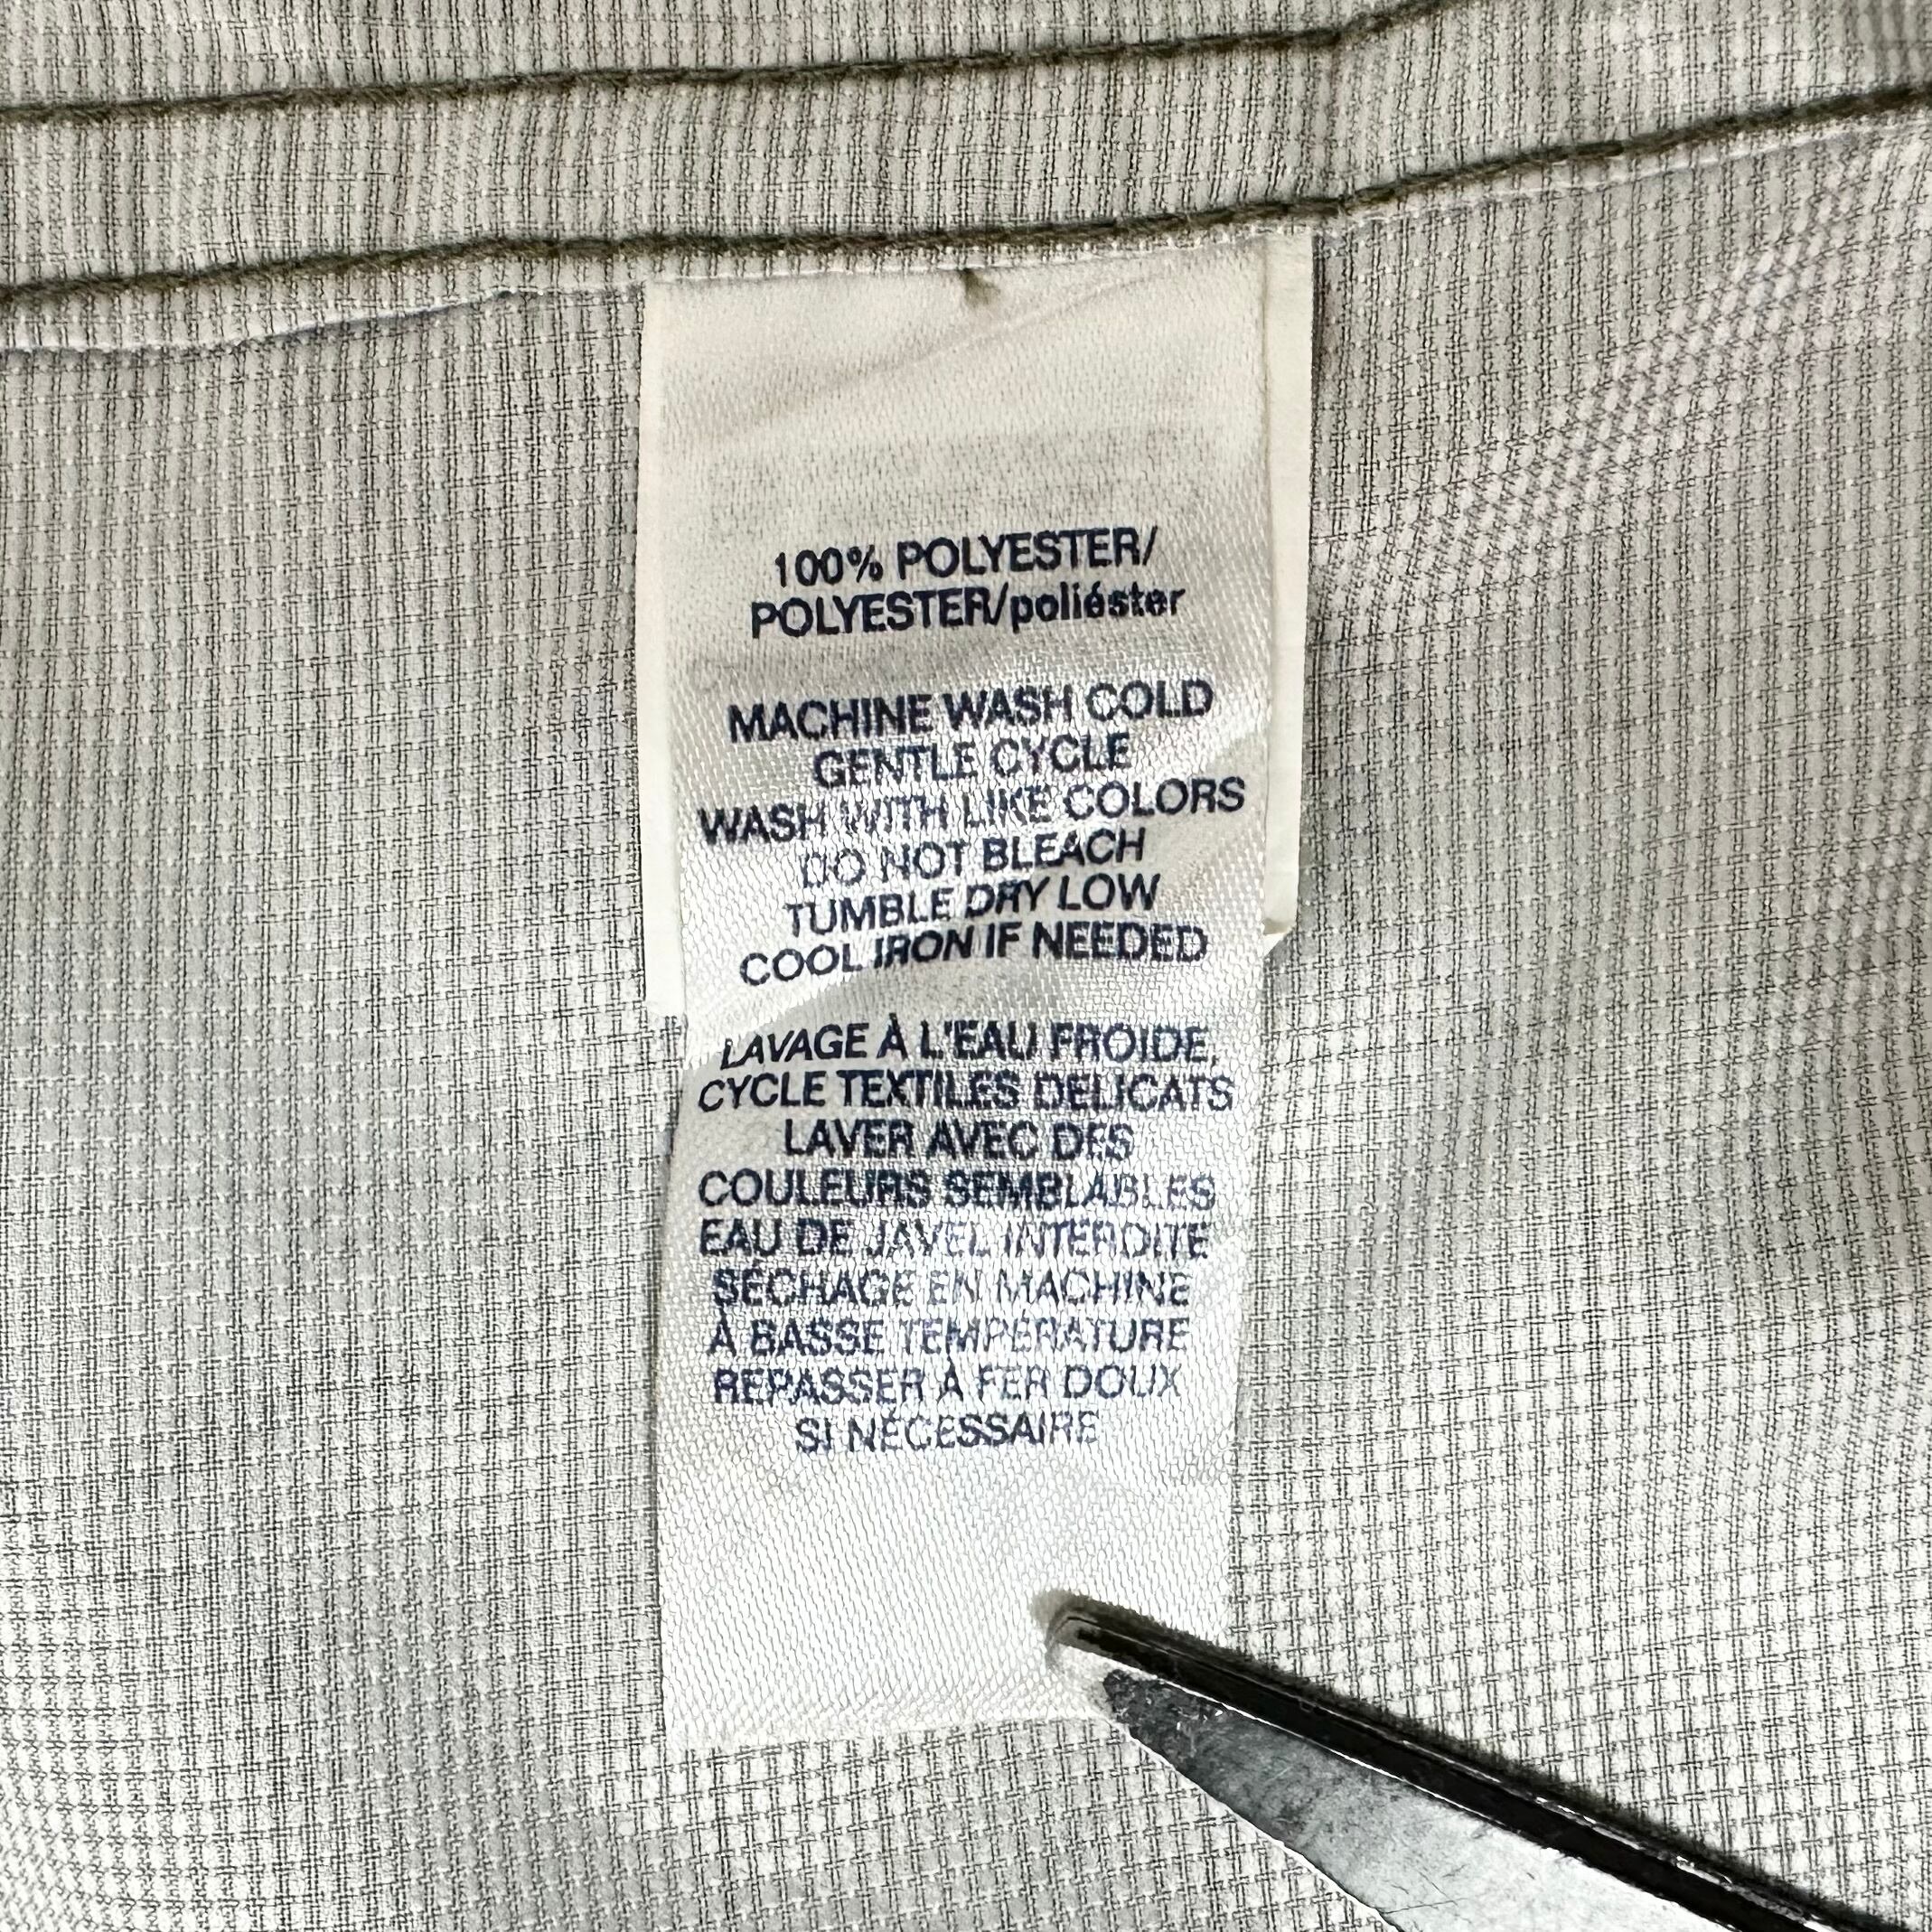 100% POLYESTER/
POLYESTER/poliéster
MACHINE WASH COLD
GENTLE CYCLE
WASH WITH LIKE COLORS
DO NOT BLEACH
TUMBLE DRY LOW
COOL IRON IF NEEDED
LAVAGE À L'EAU FROIDE,
CYCLE TEXTILES DELICATS
LAVER AVEC DES
COULEURS SEMBLABLES
EAU DE JAVEL INTERDITE
SÉCHAGE EN MACHINE
À BASSE TEMPÉRATURE
REPASSER À FER DOUX
SI NÉCESSAIRE